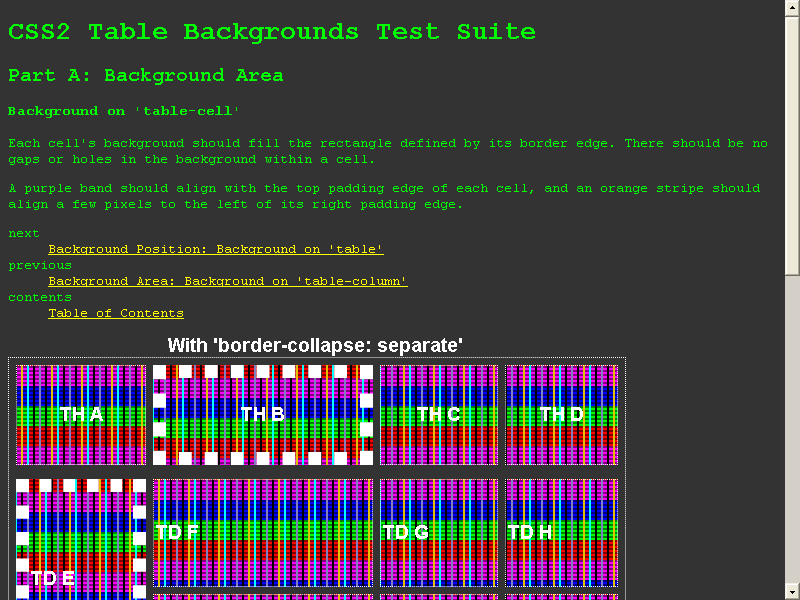 CSS2 Table Backgrounds Test Suite
Part A: Background Area
Background on 'table-cell'
Each cell's background should fill the rectangle defined by its border edge. There should be no
gaps or holes in the background within a cell.
A purple band should align with the top padding edge of each cell, and an orange stripe should
align a few pixels to the left of its right padding edge.
next
Background Position: Background on 'table'
previous
Background Area: Background on 'table-column'
contents
Table of Contents
With 'border-collapse: separate'
TH A TH B TH C TH D
TD F TD G TD H
TD E